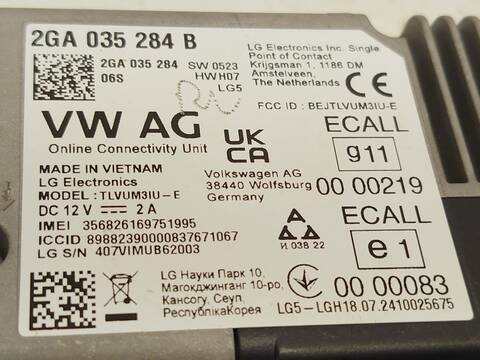 2GA 035 284 B
2GA 035 284 SW 0523
06S HW H07
LG5
LG Electronics Inc. Single
Point of Contact
Krijgsman 1, 1186 DM
Amstelveen,
The Netherlands CE
FCC ID : BEJTLVUM3IU-E
VW AG
Online Connectivity Unit
UK
CA
ECALL
911
00 00219
MADE IN VIETNAM
LG Electronics
MODEL : TLVUM3IU-E
DC 12 V 2 A
IMEI 356826169751995
ICCID 89882390000837671067
LG S/N 407VIMUB62003
Volkswagen AG
38440 Wolfsburg
Germany
И 038 22
ECALL
e1
00 00083
LG Науки Парк 10,
Магокджунгянг 10-ро,
Кансогу, Сеул,
РеспубликаКорея
LG5-LGH18.07.2410025675